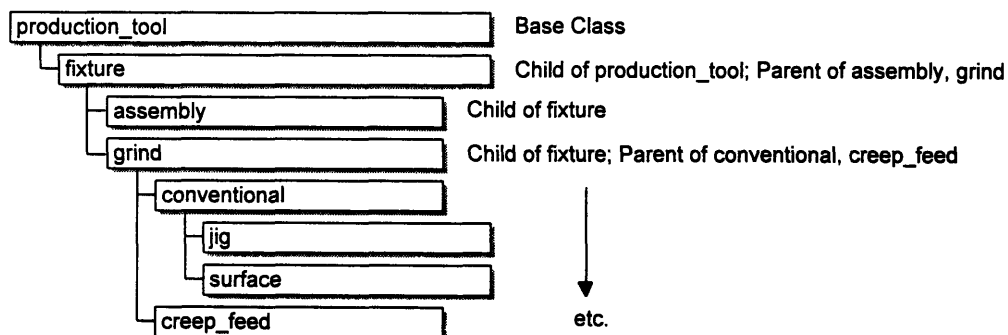 production_tool Base Class
fixture Child of production_tool; Parent of assembly, grind
assembly Child of fixture
grind Child of fixture; Parent of conventional, creep_feed
conventional
jig
surface
creep_feed etc.